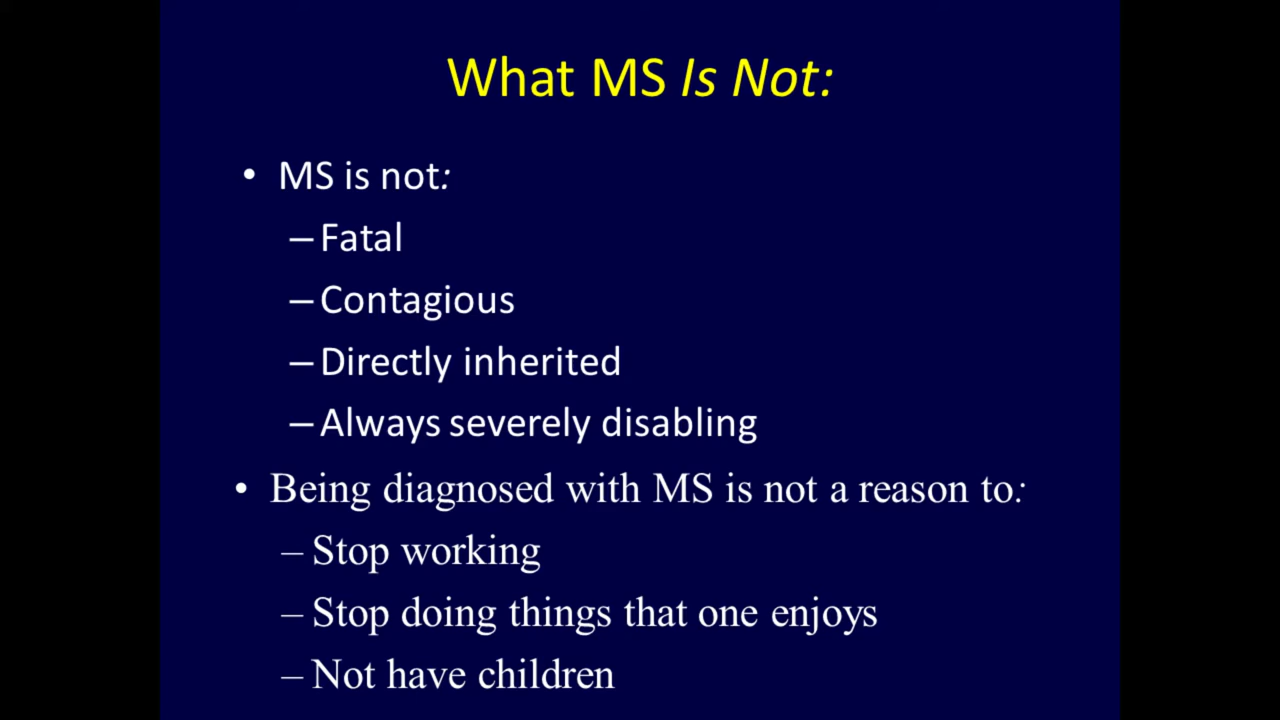 What MS Is Not:
• MS is not:
– Fatal
– Contagious
– Directly inherited
– Always severely disabling
• Being diagnosed with MS is not a reason to:
– Stop working
– Stop doing things that one enjoys
– Not have children